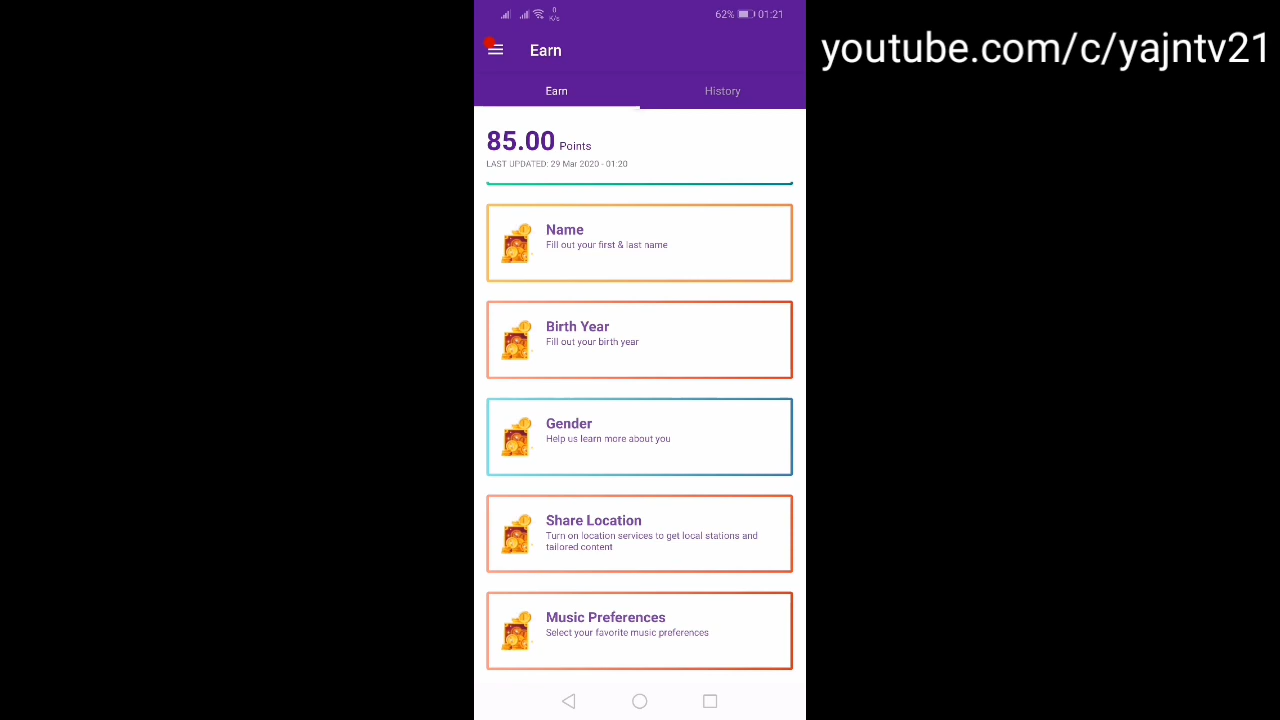 0
K/s
62%
01:21
Earn
youtube.com/c/yajntv21
Earn
History
85.00 Points
LAST UPDATED: 29 Mar 2020 - 01:20
Name
Fill out your first & last name
Birth Year
Fill out your birth year
Gender
Help us learn more about you
Share Location
Turn on location services to get local stations and
tailored content
Music Preferences
Select your favorite music preferences